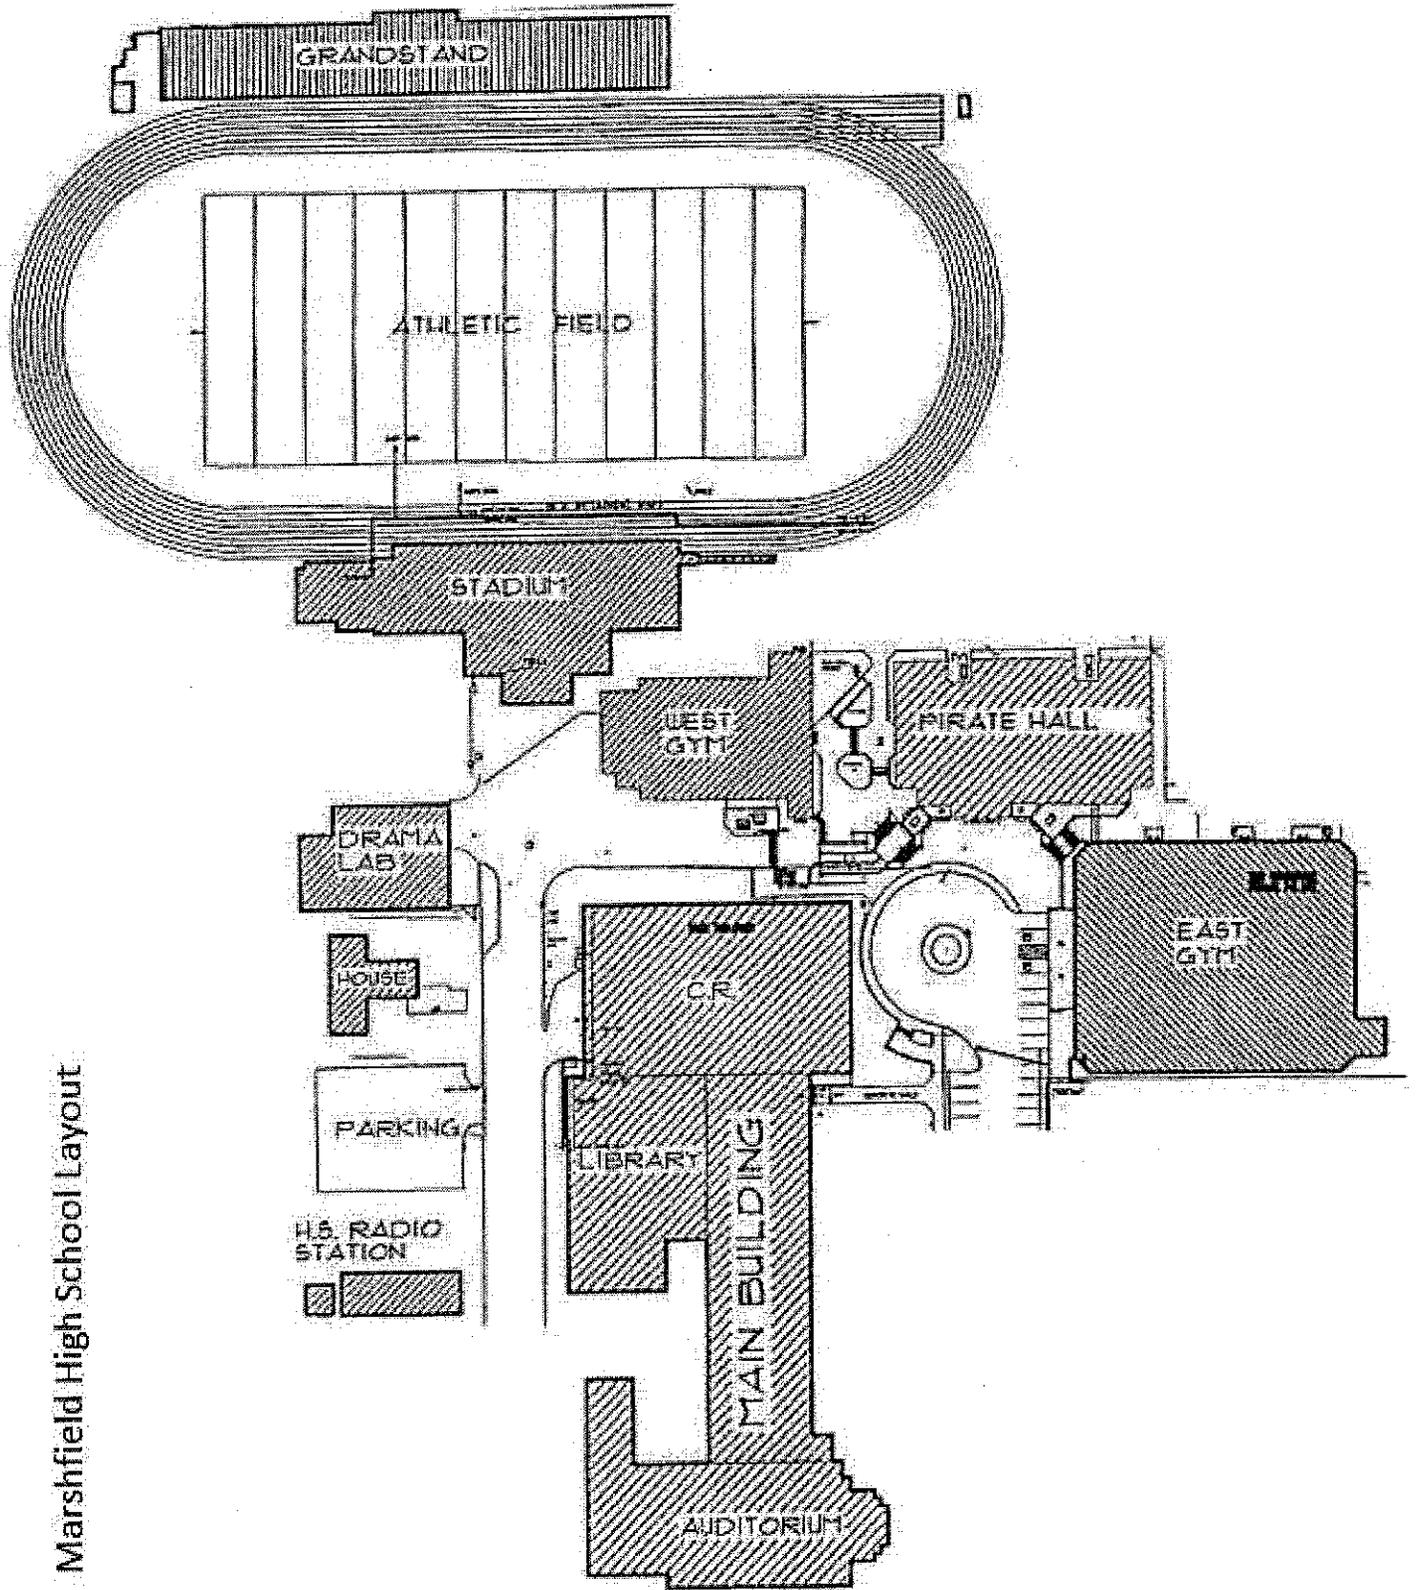 GRANDSTAND
ATHLETIC FIELD
STADIUM
WEST
GYM
PIRATE HALL
DRAMA
LAB
EAST
GYM
HOUSE
C.R.
PARKING
LIBRARY
MAIN BUILDING
H.S. RADIO
STATION
AUDITORIUM
Marshfield High School Layout